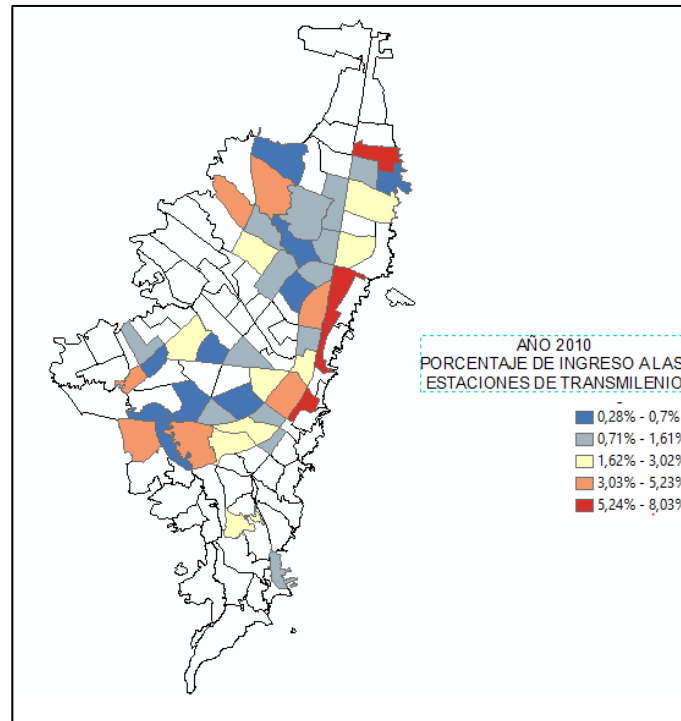 AÑO 2010
PORCENTAJE DE INGRESO A LAS
ESTACIONES DE TRANSMILENIO
0,28% - 0,7%
0,71% - 1,61%
1,62% - 3,02%
3,03% - 5,23%
5,24% - 8,03%